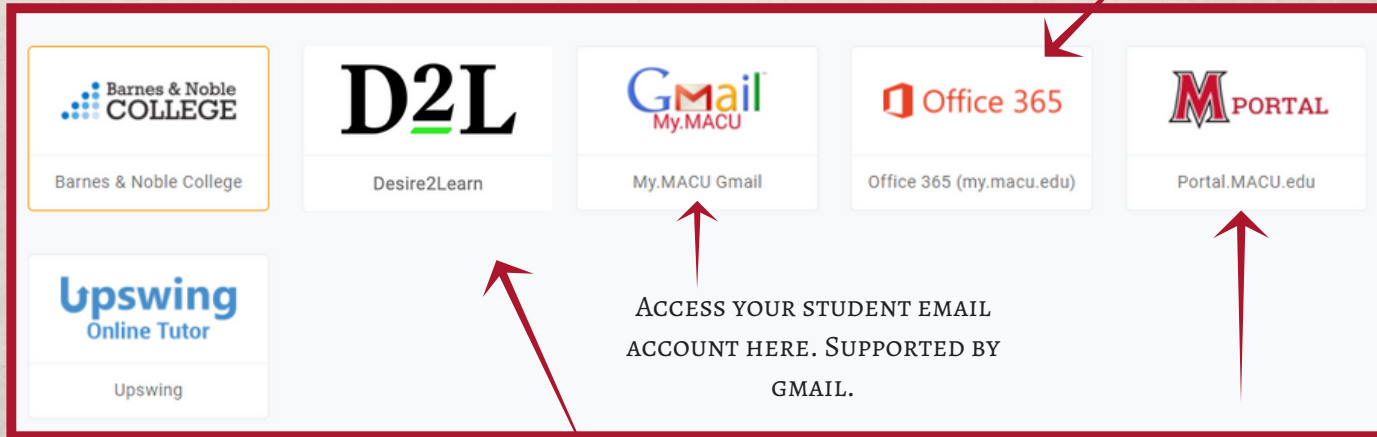 Barnes & Noble
COLLEGE
Barnes & Noble College
D2L
Desire2Learn
Gmail
My.MACU
My.MACU Gmail
Office 365
Office 365 (my.macu.edu)
M PORTAL
Portal.MACU.edu
Upswing
Online Tutor
Upswing
Access your student email
account here. Supported by
gmail.